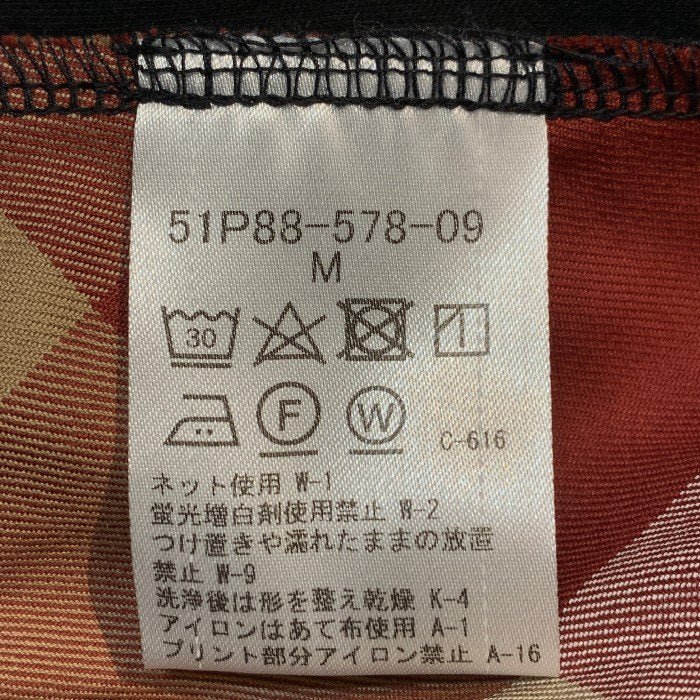 51P88-578-09
M
30
F W C-616
ネット使用 W-1
蛍光増白剤使用禁止 W-2
つけ置きや濡れたままの放置
禁止 W-9
洗浄後は形を整え乾燥 K-4
アイロンはあて布使用 A-1
プリント部分アイロン禁止 A-16